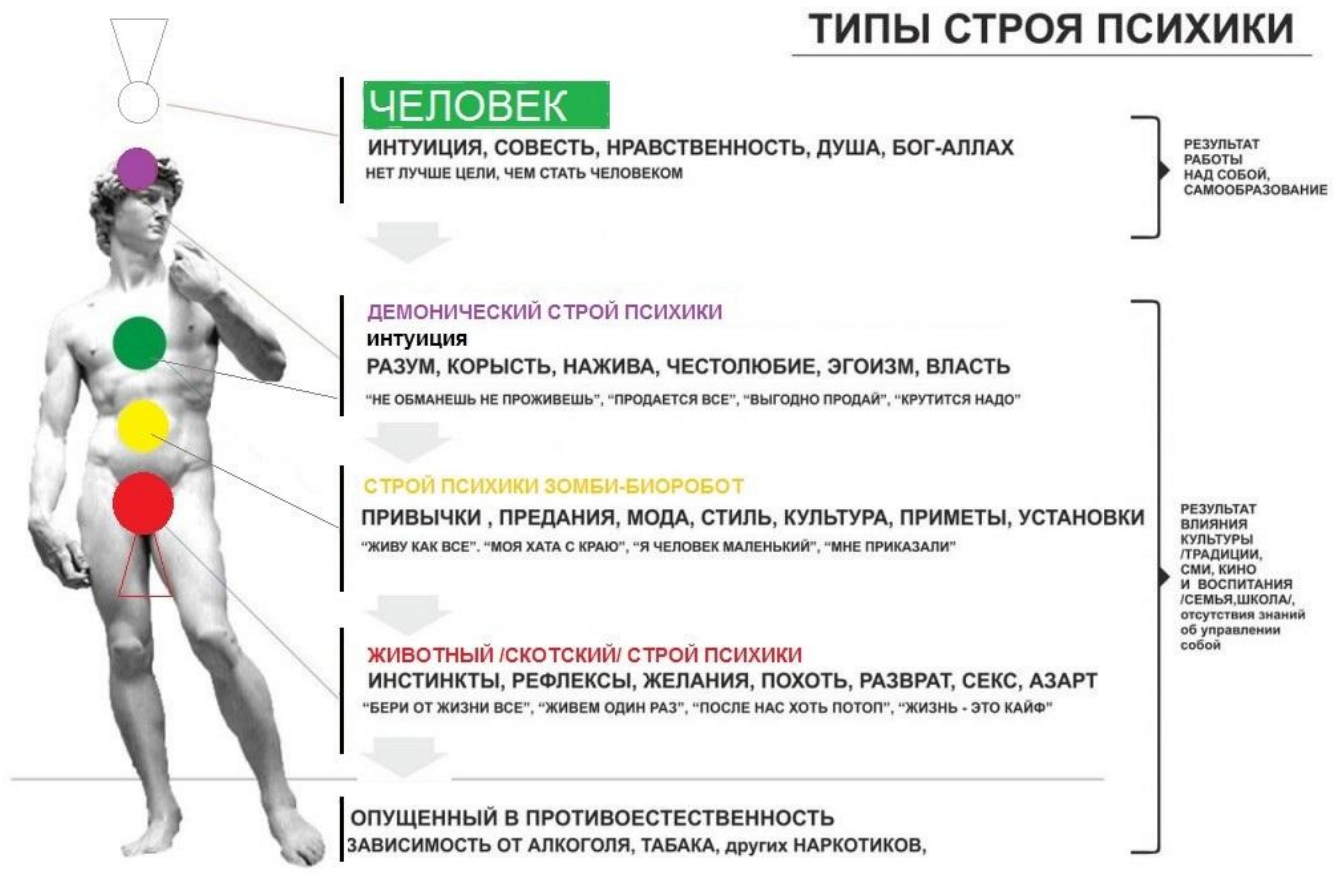 ТИПЫ СТРОЯ ПСИХИКИ
ЧЕЛОВЕК
ИНТУИЦИЯ, СОВЕСТЬ, НРАВСТВЕННОСТЬ, ДУША, БОГ-АЛЛАХ
НЕТ ЛУЧШЕ ЦЕЛИ, ЧЕМ СТАТЬ ЧЕЛОВЕКОМ
РЕЗУЛЬТАТ
РАБОТЫ
НАД СОБОЙ,
САМООБРАЗОВАНИЕ
ДЕМОНИЧЕСКИЙ СТРОЙ ПСИХИКИ
интуиция
РАЗУМ, КОРЫСТЬ, НАЖИВА, ЧЕСТОЛЮБИЕ, ЭГОИЗМ, ВЛАСТЬ
“НЕ ОБМАНЕШЬ НЕ ПРОЖИВЕШЬ”, “ПРОДАЕТСЯ ВСЕ”, “ВЫГОДНО ПРОДАЙ”, “КРУТИТСЯ НАДО”
СТРОЙ ПСИХИКИ ЗОМБИ-БИОРОБОТ
ПРИВЫЧКИ , ПРЕДАНИЯ, МОДА, СТИЛЬ, КУЛЬТУРА, ПРИМЕТЫ, УСТАНОВКИ
“ЖИВУ КАК ВСЕ”. “МОЯ ХАТА С КРАЮ”, “Я ЧЕЛОВЕК МАЛЕНЬКИЙ”, “МНЕ ПРИКАЗАЛИ”
ЖИВОТНЫЙ /СКОТСКИЙ/ СТРОЙ ПСИХИКИ
ИНСТИНКТЫ, РЕФЛЕКСЫ, ЖЕЛАНИЯ, ПОХОТЬ, РАЗВРАТ, СЕКС, АЗАРТ
“БЕРИ ОТ ЖИЗНИ ВСЕ”, “ЖИВЕМ ОДИН РАЗ”, “ПОСЛЕ НАС ХОТЬ ПОТОП”, “ЖИЗНЬ - ЭТО КАЙФ”
ОПУЩЕННЫЙ В ПРОТИВОЕСТЕСТВЕННОСТЬ
ЗАВИСИМОСТЬ ОТ АЛКОГОЛЯ, ТАБАКА, других НАРКОТИКОВ,
РЕЗУЛЬТАТ
ВЛИЯНИЯ
КУЛЬТУРЫ
/ТРАДИЦИИ,
СМИ, КИНО
И ВОСПИТАНИЯ
/СЕМЬЯ,ШКОЛА/,
отсутствия знаний
об управлении
собой